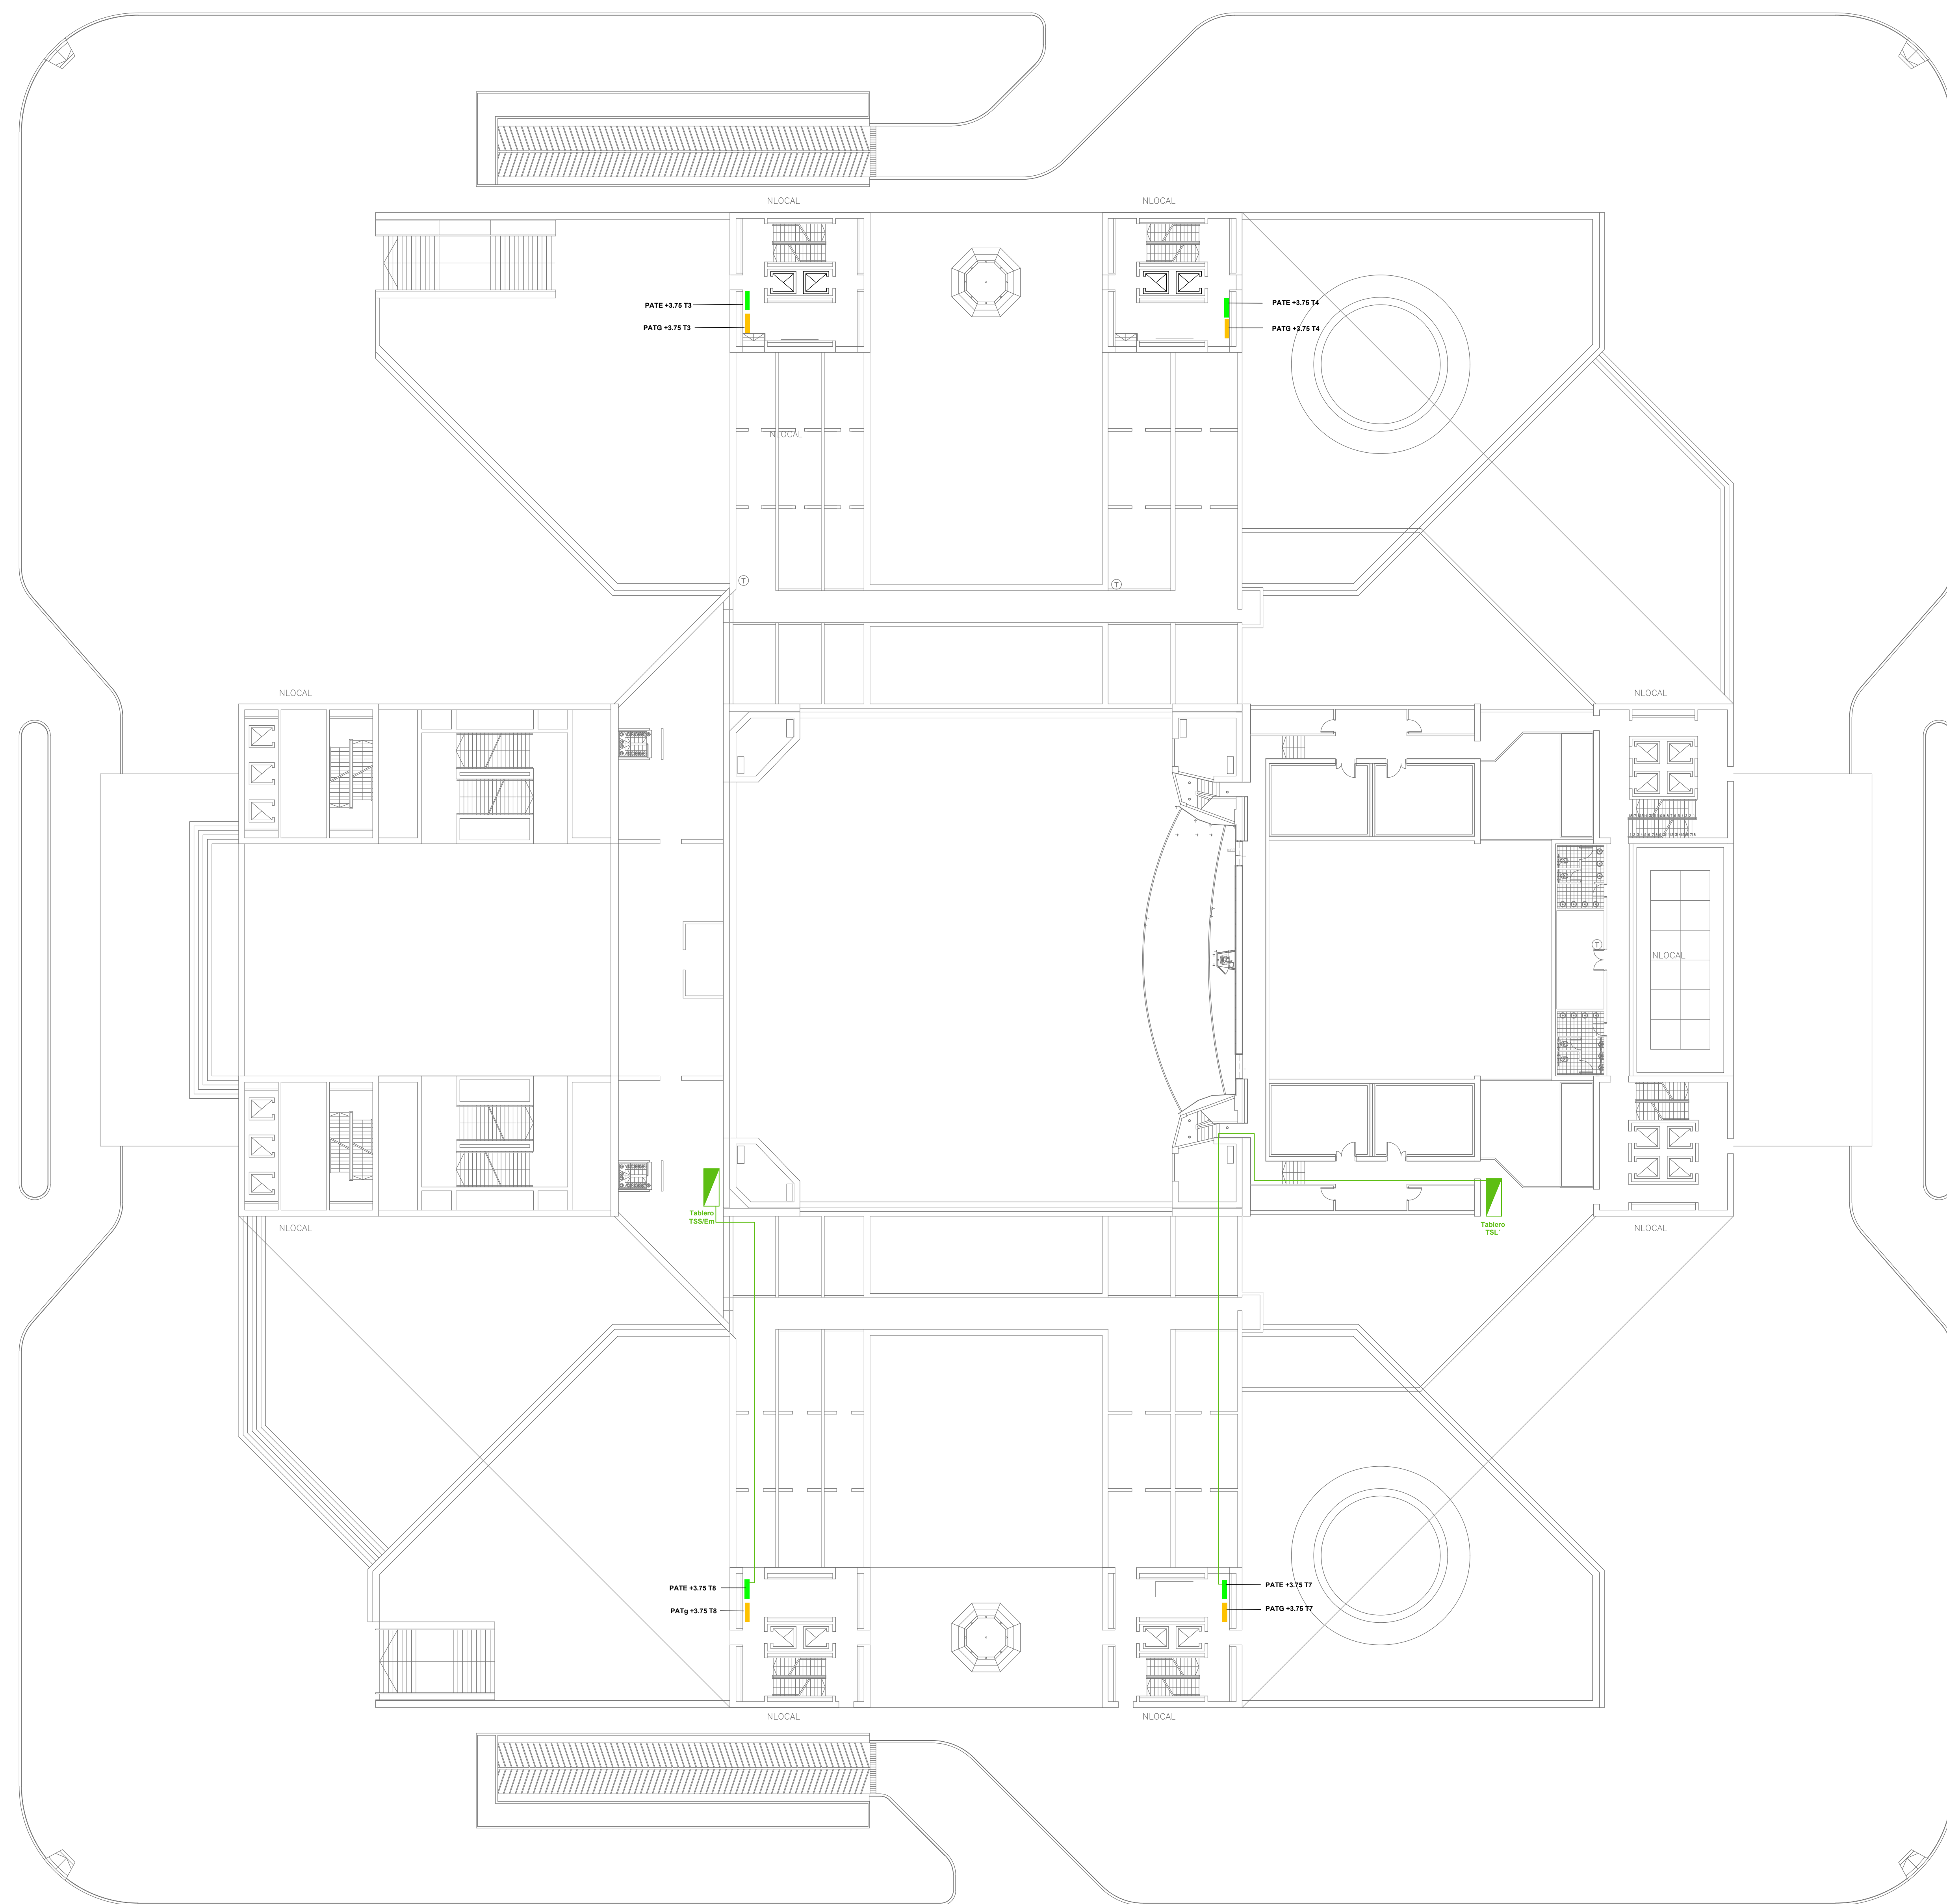 NLOCAL
NLOCAL
PATE +3.75 T3
PATE +3.75 T4
PATG +3.75 T3
PATG +3.75 T4
NLOCAL
T
T
NLOCAL
NLOCAL
T
NLOCAL
Tablero
TSS/Em
Tablero
TSL
NLOCAL
NLOCAL
PATE +3.75 T8
PATE +3.75 T7
PATg +3.75 T8
PATG +3.75 T7
NLOCAL
NLOCAL